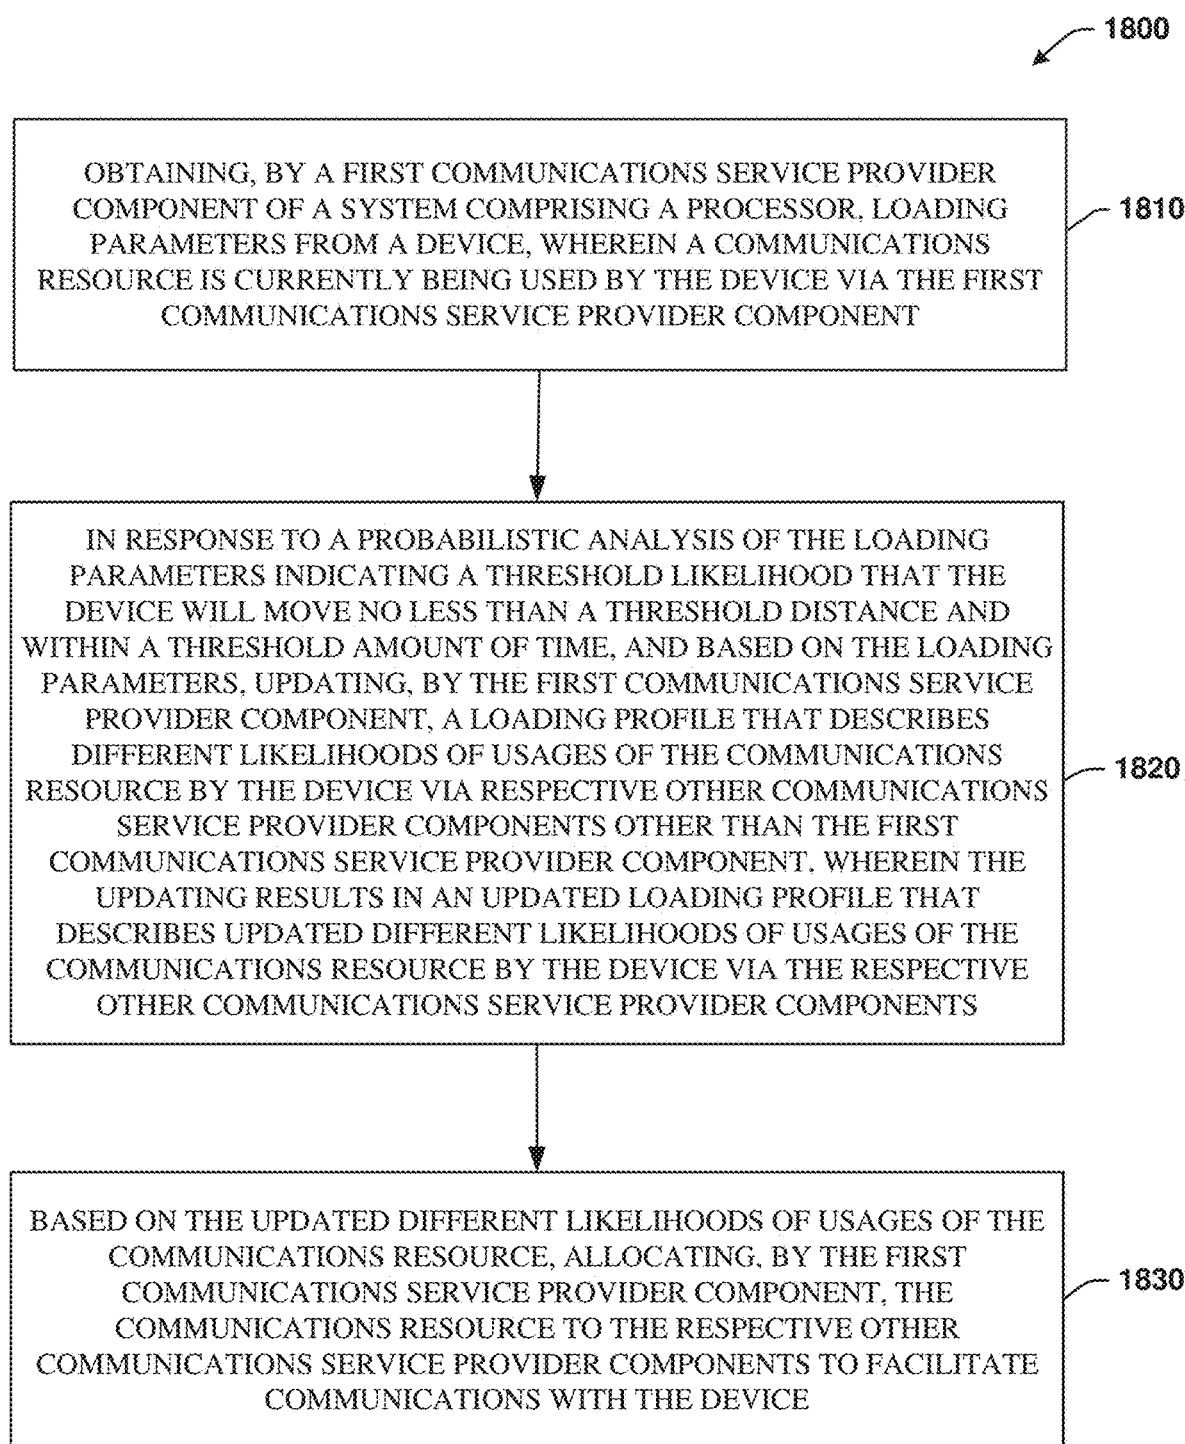 1800
OBTAINING, BY A FIRST COMMUNICATIONS SERVICE PROVIDER
COMPONENT OF A SYSTEM COMPRISING A PROCESSOR, LOADING
PARAMETERS FROM A DEVICE, WHEREIN A COMMUNICATIONS
RESOURCE IS CURRENTLY BEING USED BY THE DEVICE VIA THE FIRST
COMMUNICATIONS SERVICE PROVIDER COMPONENT
1810
IN RESPONSE TO A PROBABILISTIC ANALYSIS OF THE LOADING
PARAMETERS INDICATING A THRESHOLD LIKELIHOOD THAT THE
DEVICE WILL MOVE NO LESS THAN A THRESHOLD DISTANCE AND
WITHIN A THRESHOLD AMOUNT OF TIME, AND BASED ON THE LOADING
PARAMETERS, UPDATING, BY THE FIRST COMMUNICATIONS SERVICE
PROVIDER COMPONENT, A LOADING PROFILE THAT DESCRIBES
DIFFERENT LIKELIHOODS OF USAGES OF THE COMMUNICATIONS
RESOURCE BY THE DEVICE VIA RESPECTIVE OTHER COMMUNICATIONS
SERVICE PROVIDER COMPONENTS OTHER THAN THE FIRST
COMMUNICATIONS SERVICE PROVIDER COMPONENT, WHEREIN THE
UPDATING RESULTS IN AN UPDATED LOADING PROFILE THAT
DESCRIBES UPDATED DIFFERENT LIKELIHOODS OF USAGES OF THE
COMMUNICATIONS RESOURCE BY THE DEVICE VIA THE RESPECTIVE
OTHER COMMUNICATIONS SERVICE PROVIDER COMPONENTS
1820
BASED ON THE UPDATED DIFFERENT LIKELIHOODS OF USAGES OF THE
COMMUNICATIONS RESOURCE, ALLOCATING, BY THE FIRST
COMMUNICATIONS SERVICE PROVIDER COMPONENT, THE
COMMUNICATIONS RESOURCE TO THE RESPECTIVE OTHER
COMMUNICATIONS SERVICE PROVIDER COMPONENTS TO FACILITATE
COMMUNICATIONS WITH THE DEVICE
1830